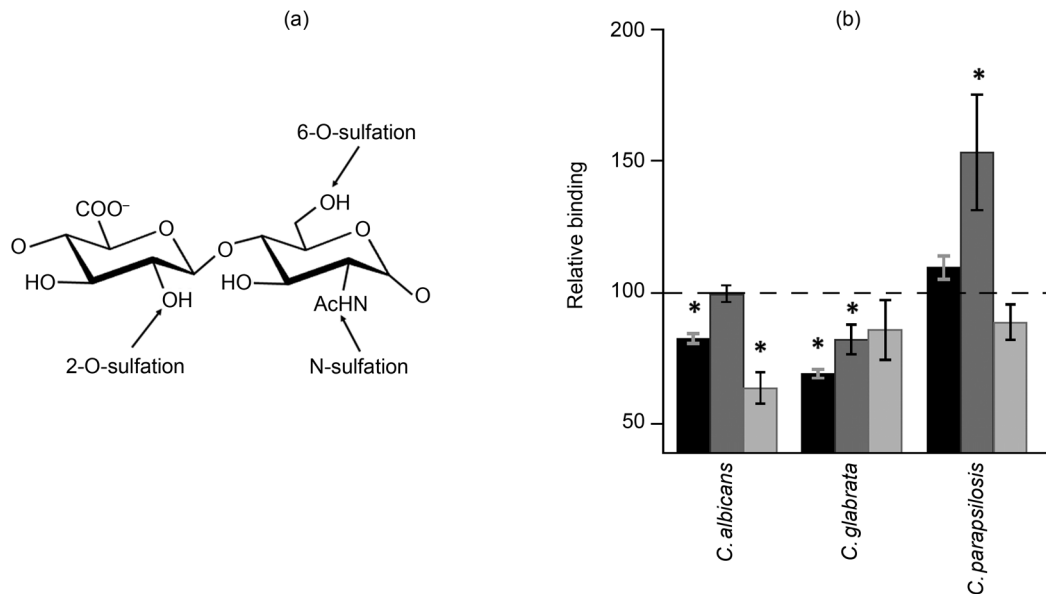 (a)
6-O-sulfation
COO⁻
OH
O
O
O
O
HO
HO
OH
AcHN
O
2-O-sulfation
N-sulfation
(b)
200
150
100
50
Relative binding
*
*
*
*
*
C. albicans
C. glabrata
C. parapsilosis